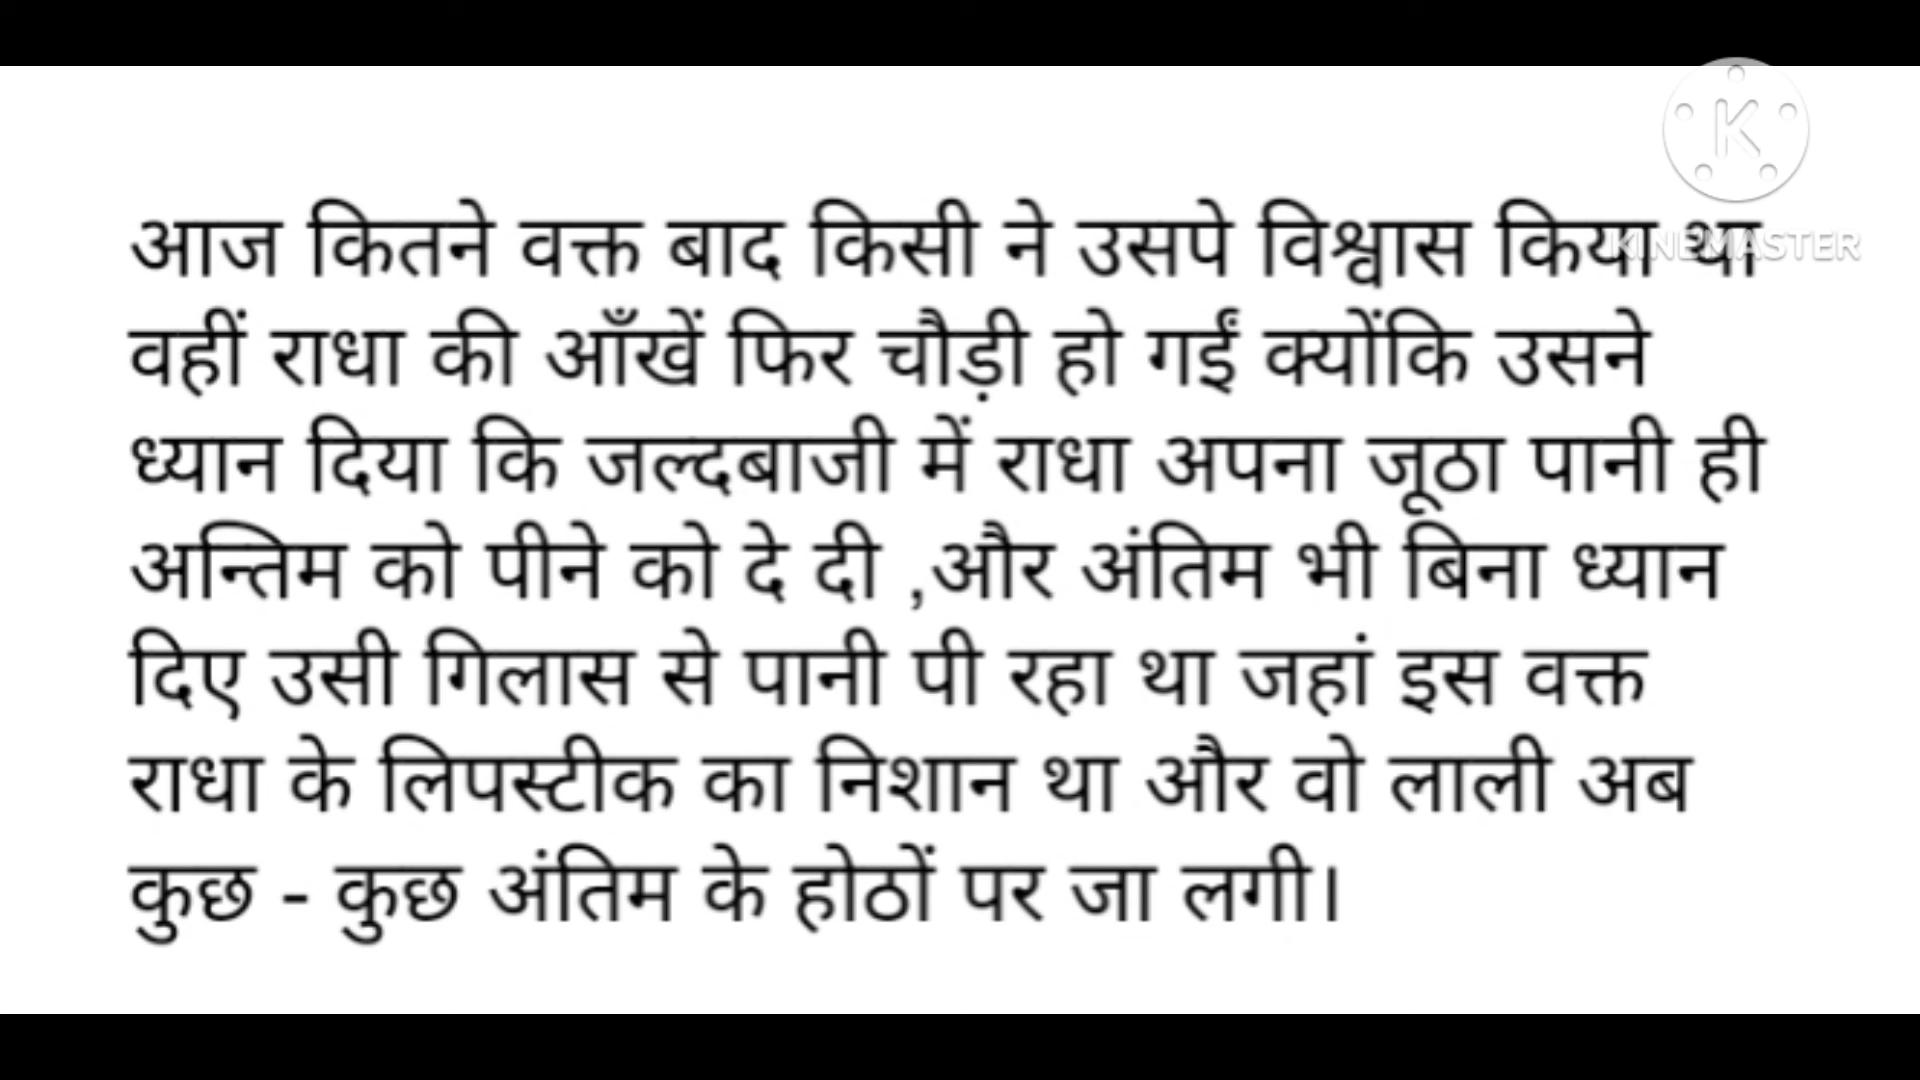 आज कितने वक्त बाद किसी ने उसपे विश्वास किया था
KINEMASTER
वहीं राधा की आँखें फिर चौड़ी हो गईं क्योंकि उसने
ध्यान दिया कि जल्दबाजी में राधा अपना जूठा पानी ही
अन्तिम को पीने को दे दी ,और अंतिम भी बिना ध्यान
दिए उसी गिलास से पानी पी रहा था जहां इस वक्त
राधा के लिपस्टीक का निशान था और वो लाली अब
कुछ - कुछ अंतिम के होठों पर जा लगी।